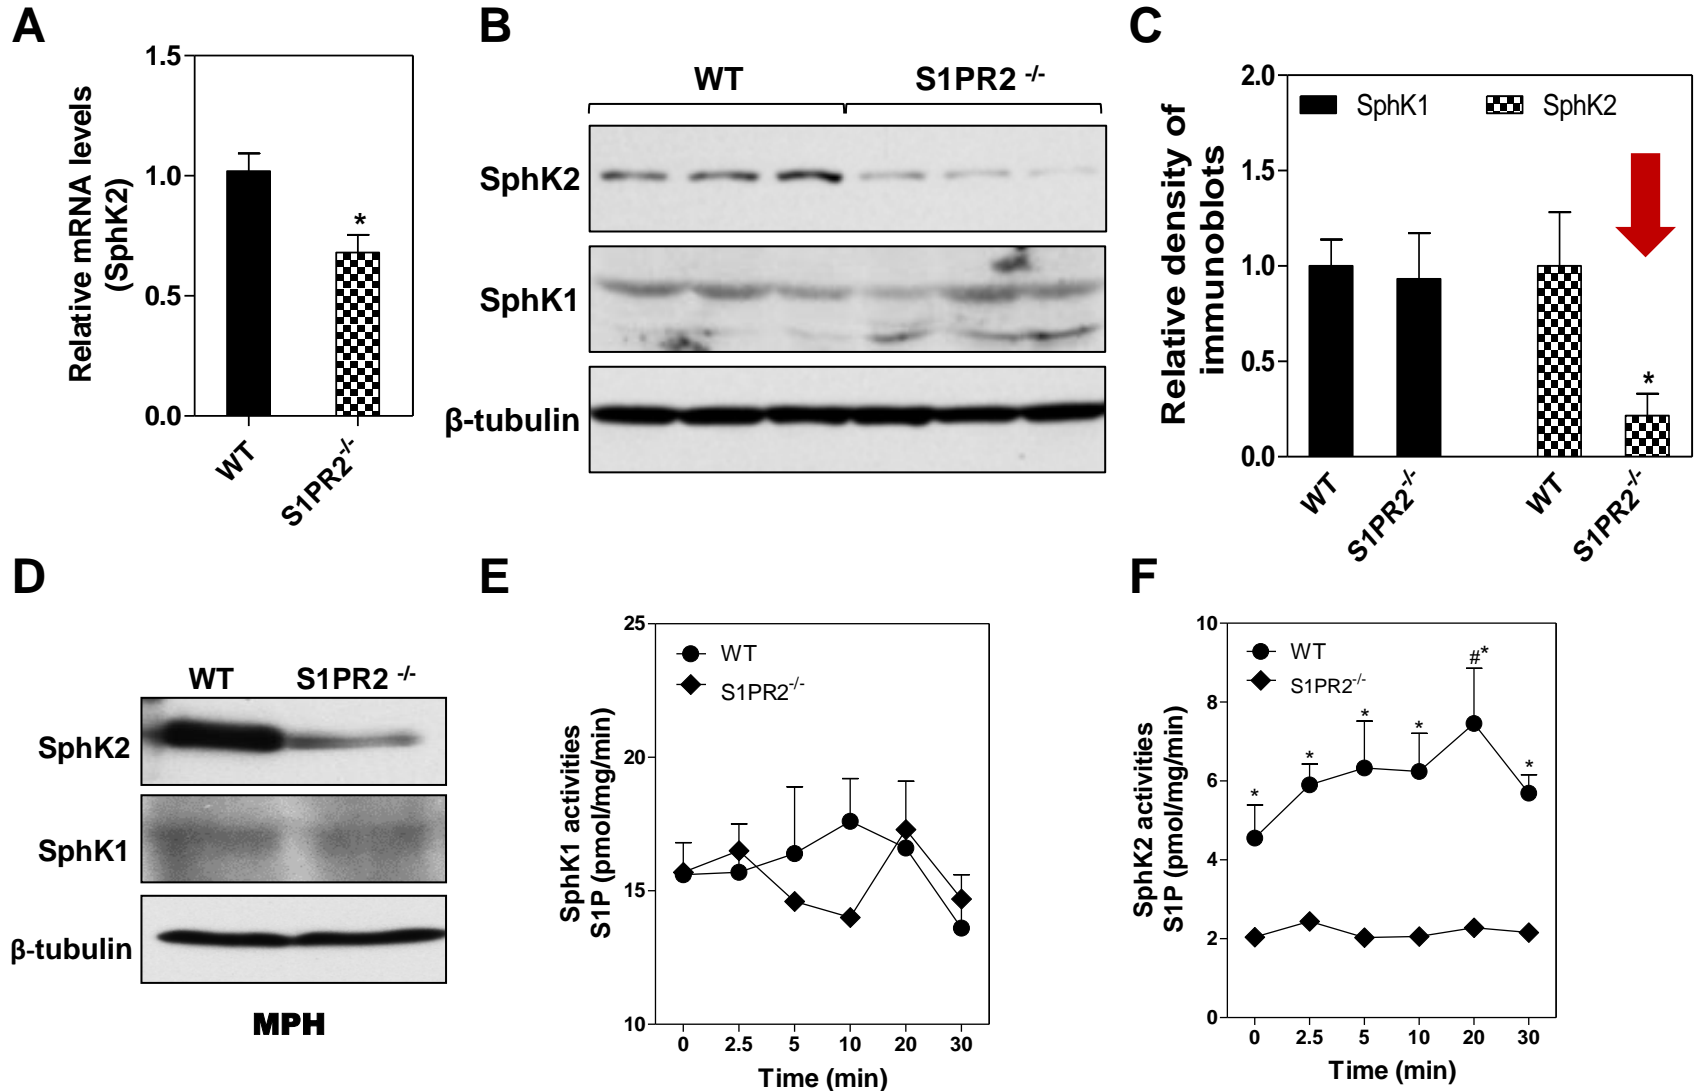 A
Relative mRNA levels
(SphK2)
1.5
1.0
0.5
0.0
*
WT
S1PR2-/-
B
WT
S1PR2 -/-
SphK2
SphK1
β-tubulin
C
Relative density of
immunoblots
2.0
1.5
1.0
0.5
0.0
SphK1
SphK2
*
WT
S1PR2-/-
WT
S1PR2-/-
D
WT
S1PR2 -/-
SphK2
SphK1
β-tubulin
MPH
E
SphK1 activities
S1P (pmol/mg/min)
25
20
15
10
WT
S1PR2-/-
0 2.5 5 10 20 30
Time (min)
F
SphK2 activities
S1P (pmol/mg/min)
10
8
6
4
2
0
WT
S1PR2-/-
* * * * #* *
0 2.5 5 10 20 30
Time (min)